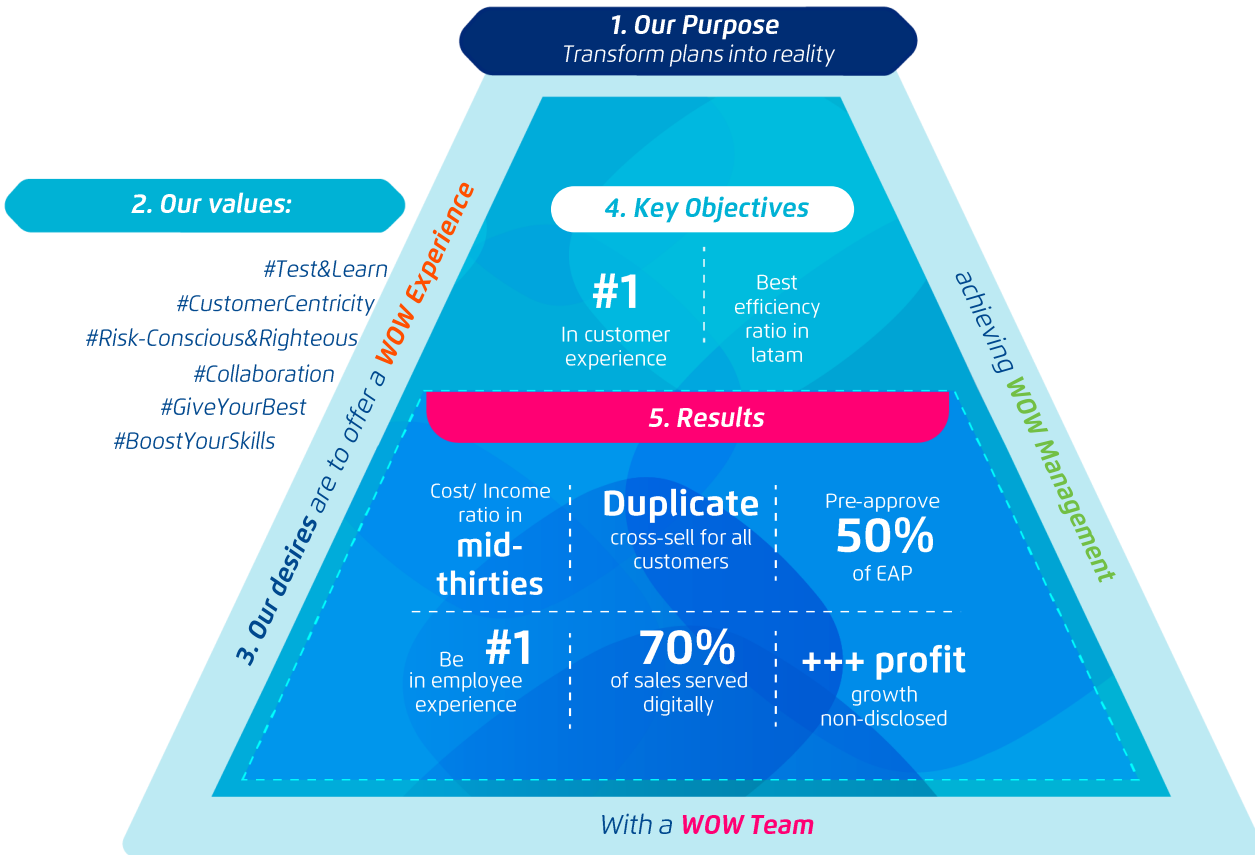 1. Our Purpose
Transform plans into reality
2. Our values:
#Test&Learn
#CustomerCentricity
#Risk-Conscious&Righteous
#Collaboration
#GiveYourBest
#BoostYourSkills
3. Our desires are to offer a WOW Experience
achieving WOW Management
With a WOW Team
4. Key Objectives
#1
In customer
experience
Best
efficiency
ratio in
latam
5. Results
Cost/ Income
ratio in
mid-
thirties
Duplicate
cross-sell for all
customers
Pre-approve
50%
of EAP
Be #1
in employee
experience
70%
of sales served
digitally
+++ profit
growth
non-disclosed